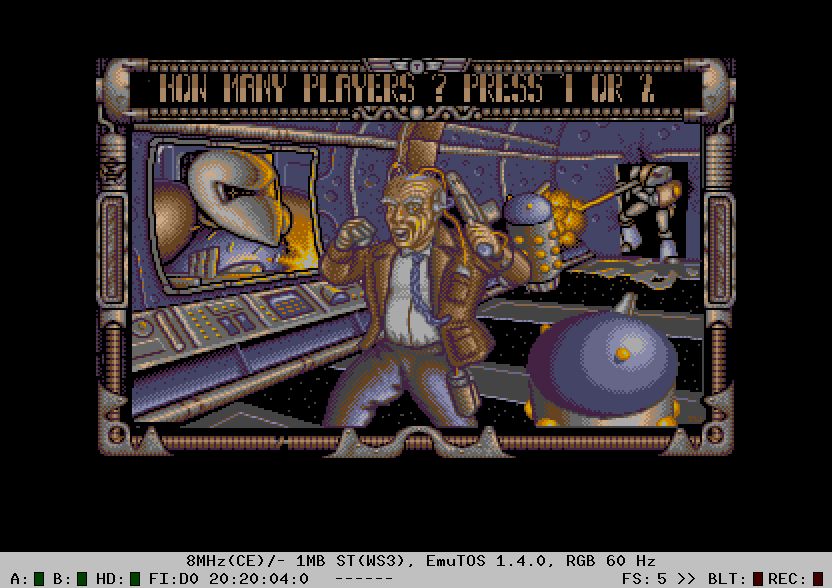 HOW MANY PLAYERS ? PRESS 1 OR 2
8MHz(CE)/- 1MB ST(WS3), EmuTOS 1.4.0, RGB 60 Hz
A: B: HD: FI:D0 20:20:04:0 ------ FS: 5 >> BLT: REC: